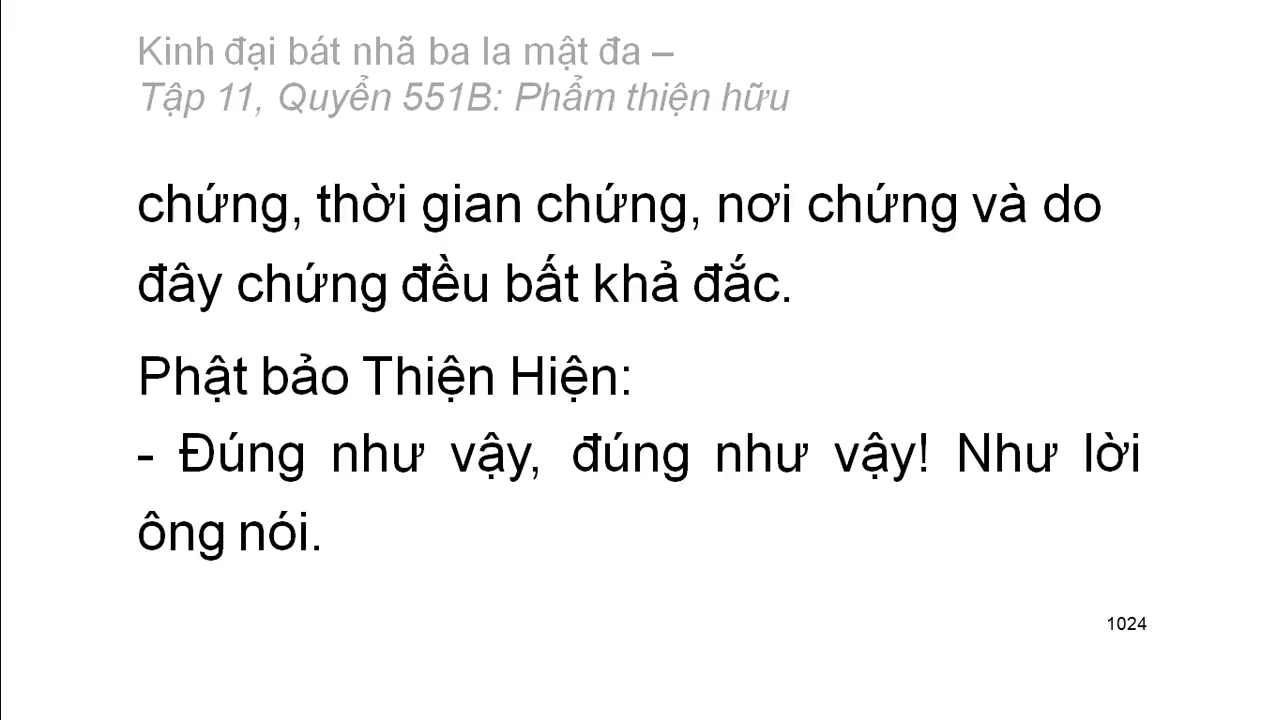 Kinh đại bát nhã ba la mật đa –
Tập 11, Quyển 551B: Phẩm thiện hữu
chứng, thời gian chứng, nơi chứng và do
đây chứng đều bất khả đắc.
Phật bảo Thiện Hiện:
- Đúng như vậy, đúng như vậy! Như lời
ông nói.
1024